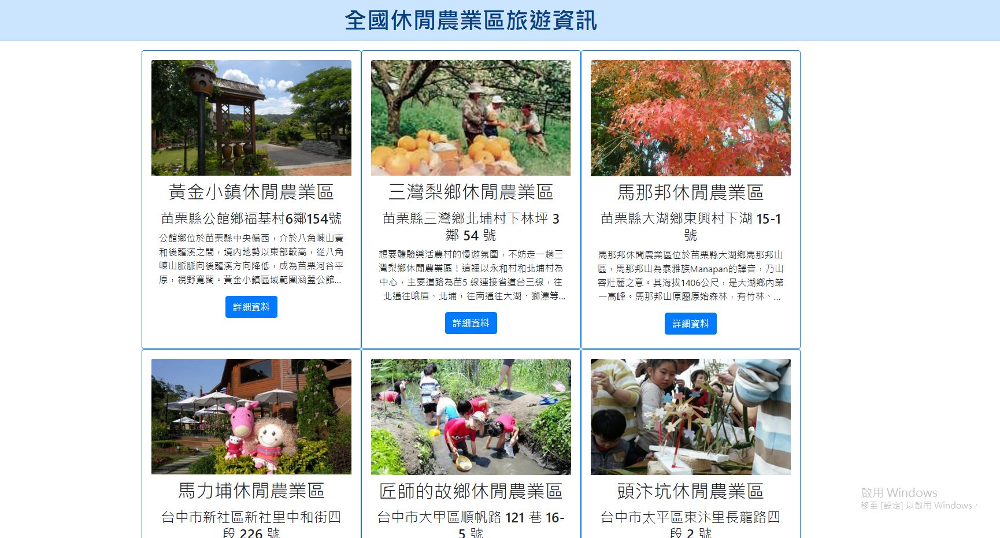 全國休閒農業區旅遊資訊
黃金小鎮休閒農業區
苗栗縣公館鄉福基村6鄰154號
公館鄉位於苗栗縣中央偏西，介於八角崠山賣
和後龍溪之間，境內地勢以東部較高，從八角
崠山脈脈向後龍溪方向降低，成為苗栗河谷平
原，視野寬闊。黃金小鎮區域範圍涵蓋公館...
詳細資料
三灣梨鄉休閒農業區
苗栗縣三灣鄉北埔村下林坪 3
鄰 54 號
想要體驗樂活農村的慢遊氛圍，不妨走一趟三
灣梨鄉休閒農業區！這裡以永和村和北埔村為
中心，主要道路為苗5 線連接省道台三線，往
北通往峨眉、北埔，往南通往大湖、獅潭等...
詳細資料
馬那邦休閒農業區
苗栗縣大湖鄉東興村下湖 15-1
號
馬那邦休閒農業區位於苗栗縣大湖鄉馬那邦山
區，馬那邦山為泰雅族Manapan的譯音，乃山
容壯麗之意。其海拔1406公尺，是大湖鄉內第
一高峰。馬那邦山原屬原始森林，有竹林、...
詳細資料
馬力埔休閒農業區
台中市新社區新社里中和街四
段 226 號
匠師的故鄉休閒農業區
台中市大甲區順帆路 121 巷 16-
5 號
頭汴坑休閒農業區
台中市太平區東汴里長龍路四
段 2 號
啟用 Windows
移至 [設定] 以啟用 Windows。